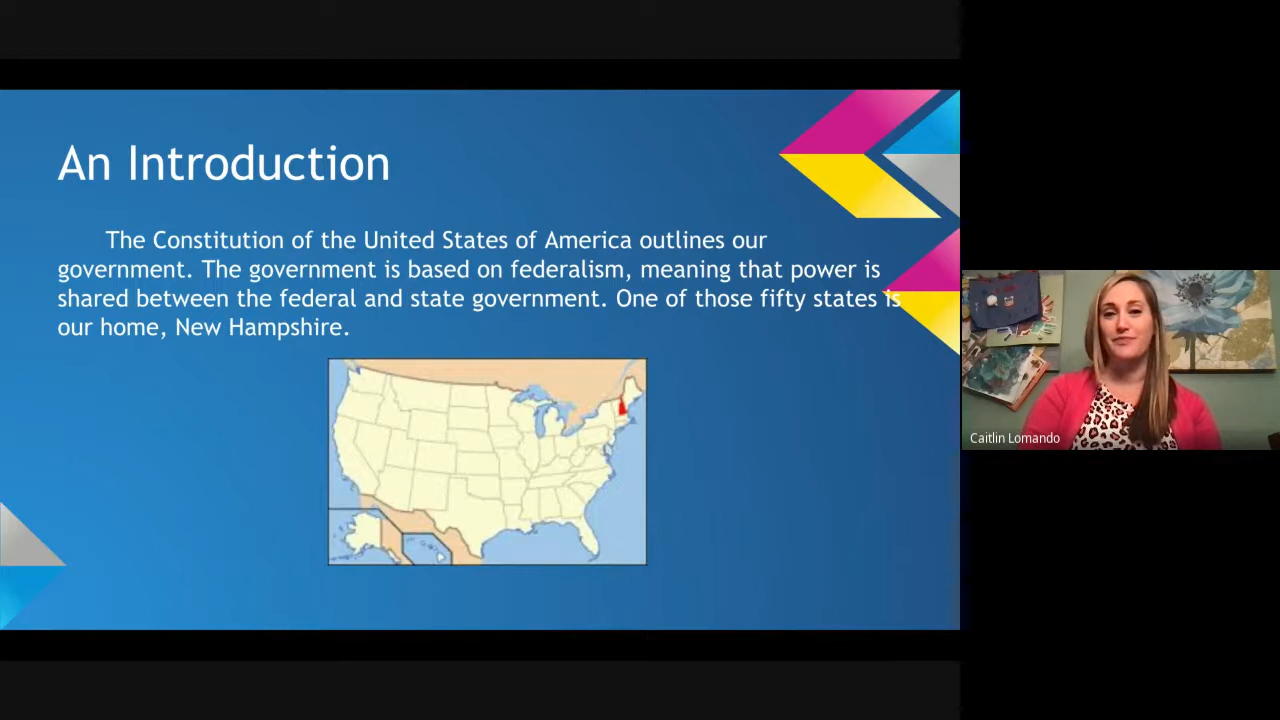 An Introduction
The Constitution of the United States of America outlines our
government. The government is based on federalism, meaning that power is
shared between the federal and state government. One of those fifty states is
our home, New Hampshire.
Caitlin Lomando